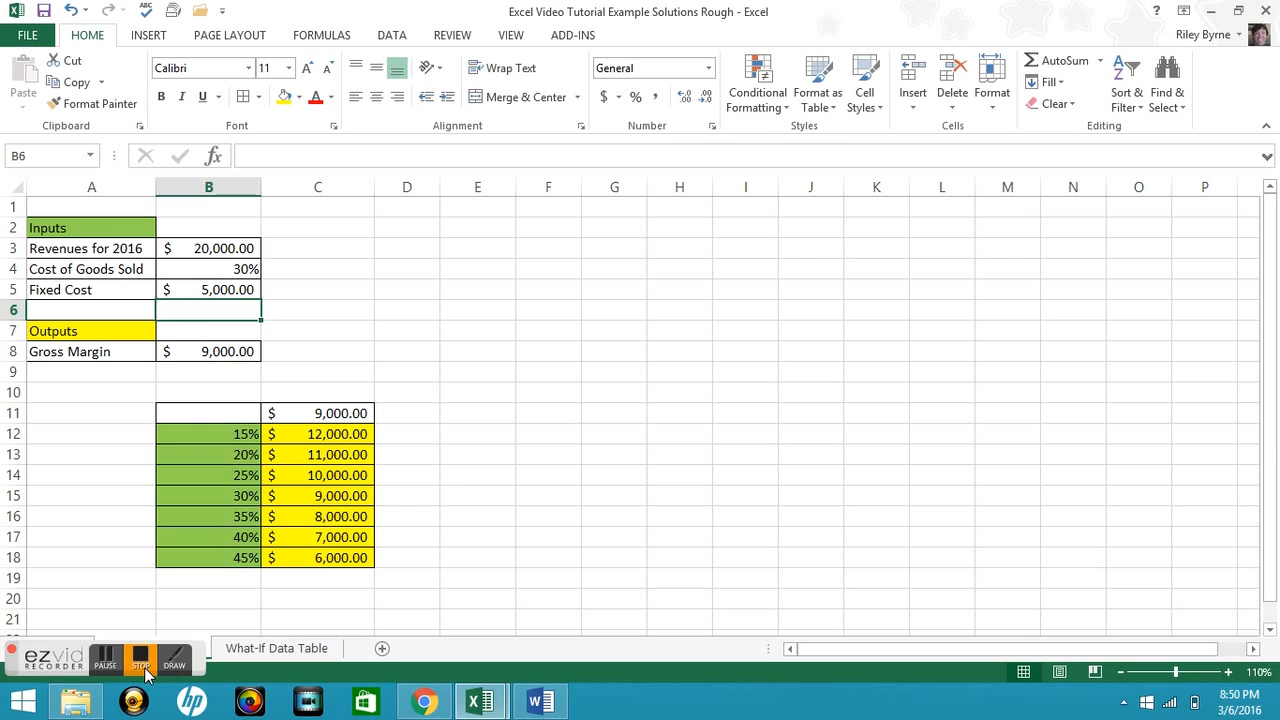 Excel Video Tutorial Example Solutions Rough - Excel
FILE HOME INSERT PAGE LAYOUT FORMULAS DATA REVIEW VIEW ADD-INS Riley Byrne
Paste
Cut
Copy
Format Painter
Clipboard
Calibri 11
B I U
Font
Wrap Text
Merge & Center
Alignment
General
$ % ,
Number
Conditional Formatting
Format as Table
Cell Styles
Styles
Insert
Delete
Format
Cells
AutoSum
Fill
Clear
Sort & Filter
Find & Select
Editing
B6
fx
A B C D E F G H I J K L M N O P
1
2 Inputs
3 Revenues for 2016 $ 20,000.00
4 Cost of Goods Sold 30%
5 Fixed Cost $ 5,000.00
6
7 Outputs
8 Gross Margin $ 9,000.00
9
10
11 $ 9,000.00
12 15% $ 12,000.00
13 20% $ 11,000.00
14 25% $ 10,000.00
15 30% $ 9,000.00
16 35% $ 8,000.00
17 40% $ 7,000.00
18 45% $ 6,000.00
19
20
21
ezvid
RECORDER
PAUSE
STOP
DRAW
What-If Data Table
110%
hp
8:50 PM
3/6/2016